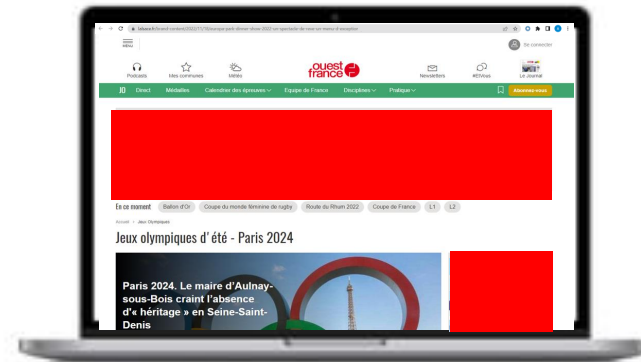 MENU
Se connecter
Podcasts
Mes communes
Météo
ouest
france
Newsletters
#EtVous
Le Journal
JO
Direct
Médailles
Calendrier des épreuves
Equipe de France
Disciplines
Pratique
Abonnez-vous
En ce moment
Ballon d'Or
Coupe du monde féminine de rugby
Route du Rhum 2022
Coupe de France
L1
L2
Accueil
Jeux Olympiques
Jeux olympiques d'été - Paris 2024
Paris 2024. Le maire d'Aulnay-
sous-Bois craint l'absence
d'« héritage » en Seine-Saint-
Denis